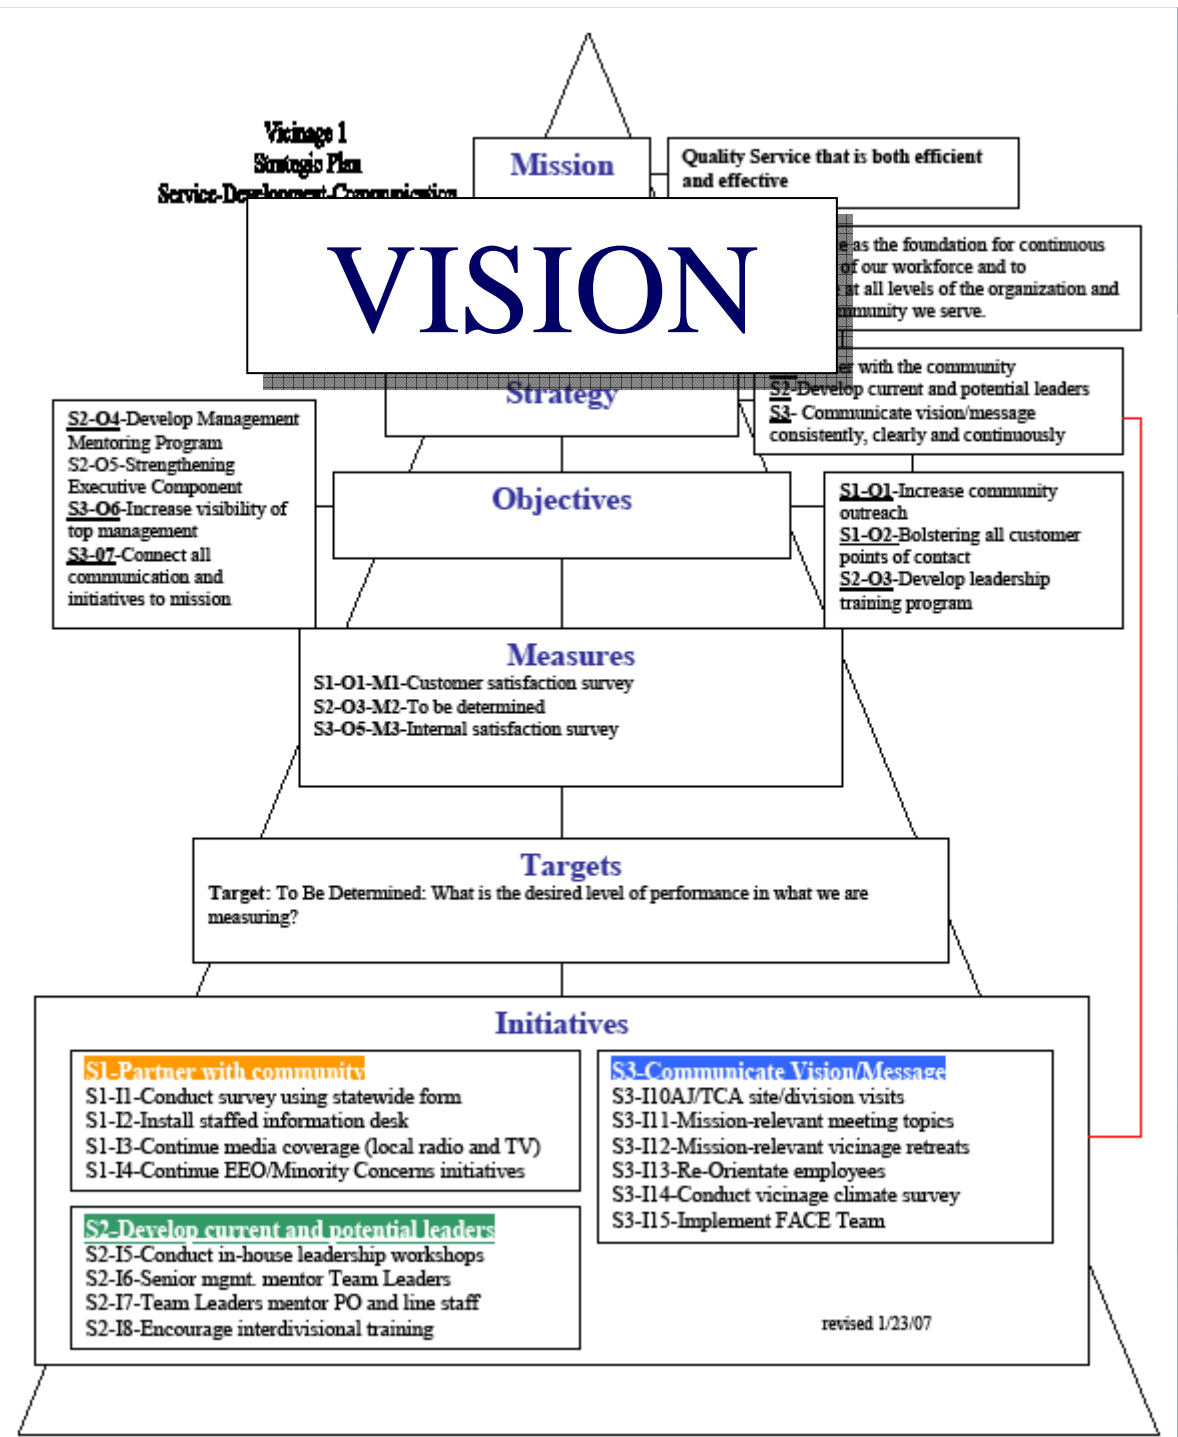 Vicinage 1
Strategic Plan
Service-Development-Communication
Mission
Quality Service that is both efficient
and effective
VISION
as the foundation for continuous
of our workforce and to
at all levels of the organization and
we serve.
Strategy
with the community
S2-Develop current and potential leaders
S3- Communicate vision/message
consistently, clearly and continuously
S2-O4-Develop Management
Mentoring Program
S2-O5-Strengthening
Executive Component
S3-O6-Increase visibility of
top management
S3-07-Connect all
communication and
initiatives to mission
Objectives
S1-O1-Increase community
outreach
S1-O2-Bolstering all customer
points of contact
S2-O3-Develop leadership
training program
Measures
S1-O1-M1-Customer satisfaction survey
S2-O3-M2-To be determined
S3-O5-M3-Internal satisfaction survey
Targets
Target: To Be Determined: What is the desired level of performance in what we are
measuring?
Initiatives
S1-Partner with community
S1-I1-Conduct survey using statewide form
S1-I2-Install staffed information desk
S1-I3-Continue media coverage (local radio and TV)
S1-I4-Continue EEO/Minority Concerns initiatives
S2-Develop current and potential leaders
S2-I5-Conduct in-house leadership workshops
S2-I6-Senior mgmt. mentor Team Leaders
S2-I7-Team Leaders mentor PO and line staff
S2-I8-Encourage interdivisional training
S3-Communicate Vision/Message
S3-I10AJ/TCA site/division visits
S3-I11-Mission-relevant meeting topics
S3-I12-Mission-relevant vicinage retreats
S3-I13-Re-Orientate employees
S3-I14-Conduct vicinage climate survey
S3-I15-Implement FACE Team
revised 1/23/07